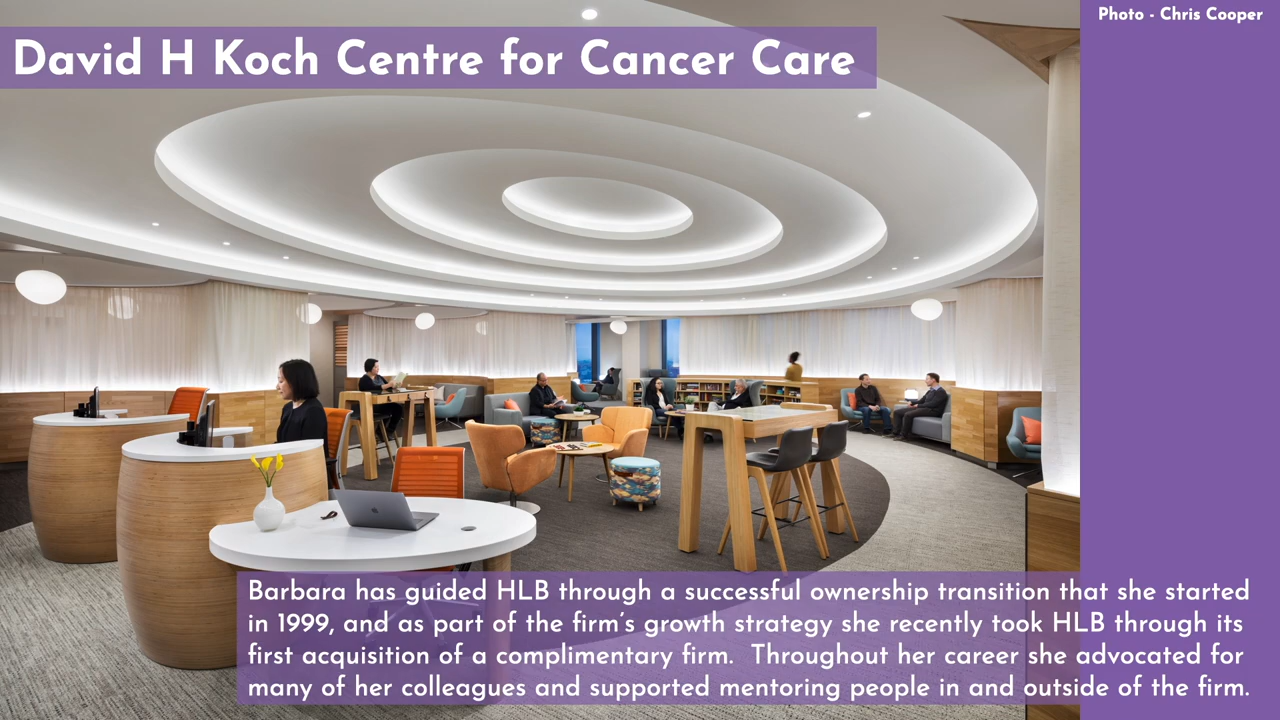 Photo - Chris Cooper
David H Koch Centre for Cancer Care
Barbara has guided HLB through a successful ownership transition that she started
in 1999, and as part of the firm's growth strategy she recently took HLB through its
first acquisition of a complimentary firm.  Throughout her career she advocated for
many of her colleagues and supported mentoring people in and outside of the firm.